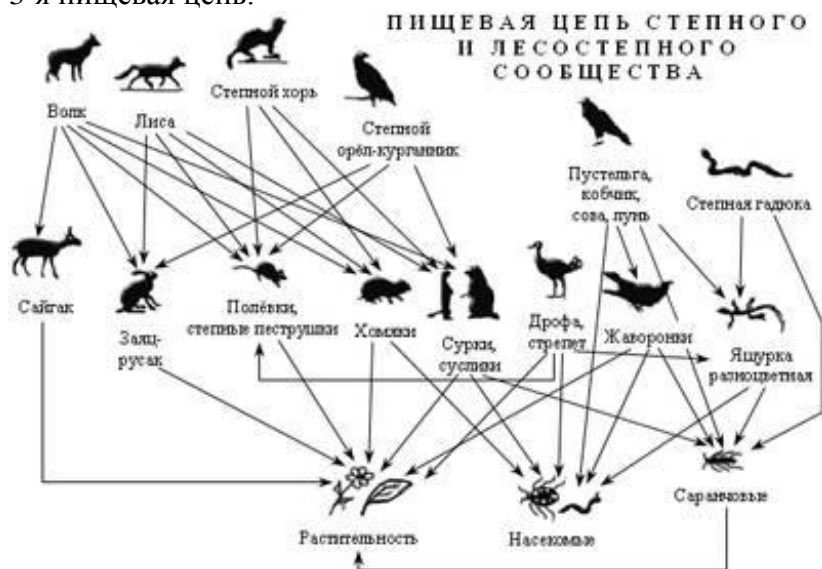 3-я пищевая цепь:
ПИЩЕВАЯ ЦЕПЬ СТЕПНОГО
И ЛЕСОСТЕПНОГО
СООБЩЕСТВА
Волк
Лиса
Степной хорь
Степной
орёл-курганник
Пустельга,
кобчик,
сова, лунь
Степная гадюка
Сайгак
Заяц-
русак
Полёвки,
степные пеструшки
Хомяки
Сурки,
суслики
Дрофа,
стрепет
Жаворонки
Ящурка
разноцветная
Растительность
Насекомые
Саранчовые